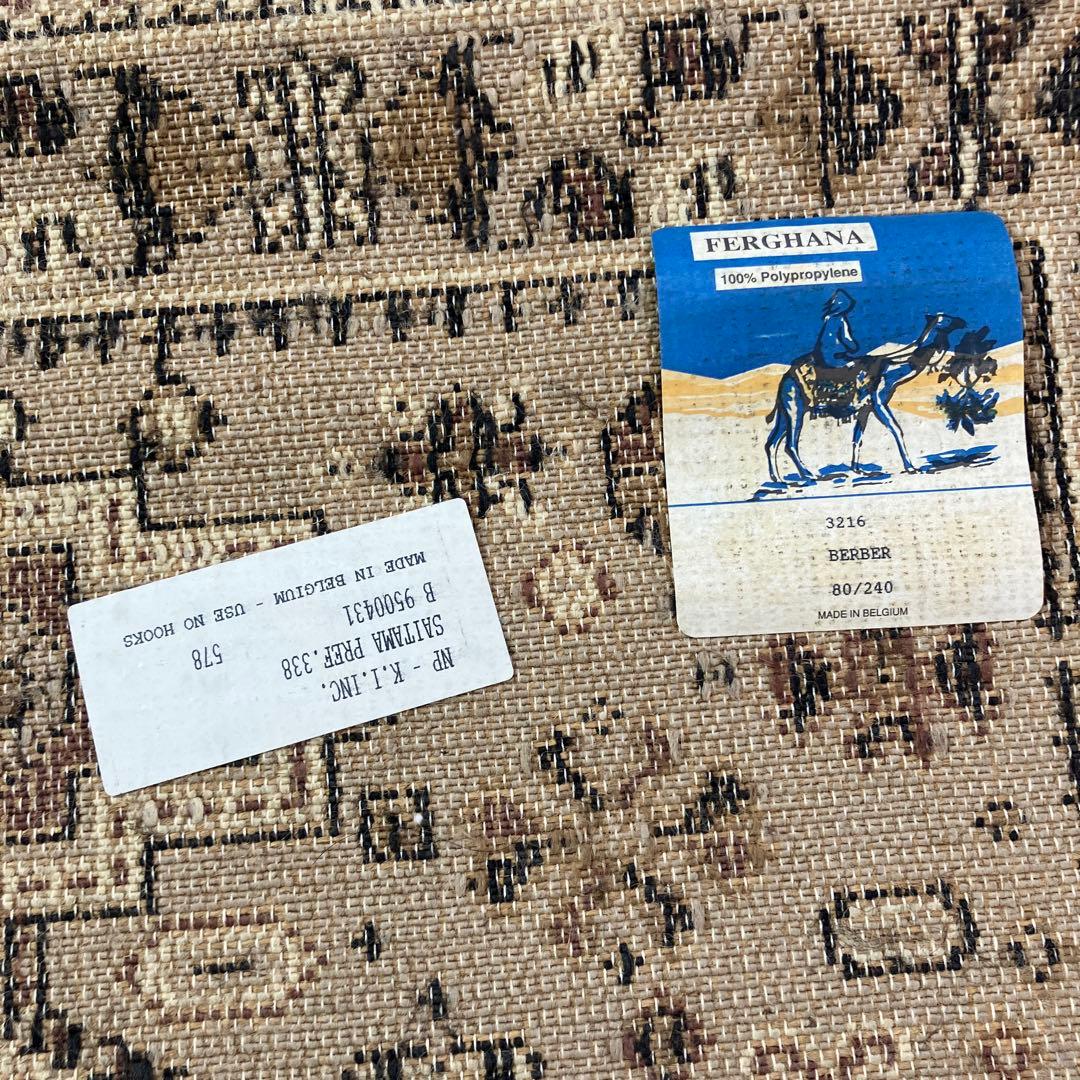 FERGHANA
100% Polypropylene
3216
BERBER
80/240
MADE IN BELGIUM
NP - K.I.INC.
SAITAMA PREF.338
B 9500431 578
MADE IN BELGIUM - USE NO HOOKS